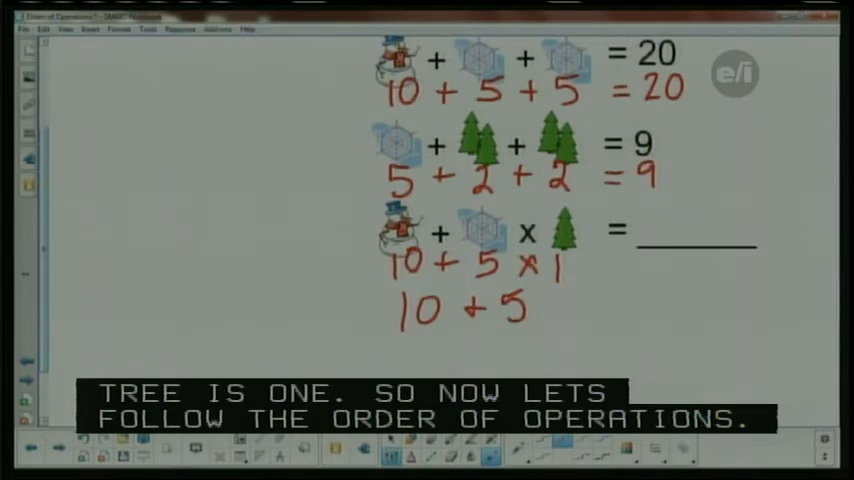 + + = 20
10 + 5 + 5 = 20
e/i
+ + = 9
5 + 2 + 2 = 9
+ x = ________
10 + 5 x 1
10 + 5
TREE IS ONE. SO NOW LETS
FOLLOW THE ORDER OF OPERATIONS.